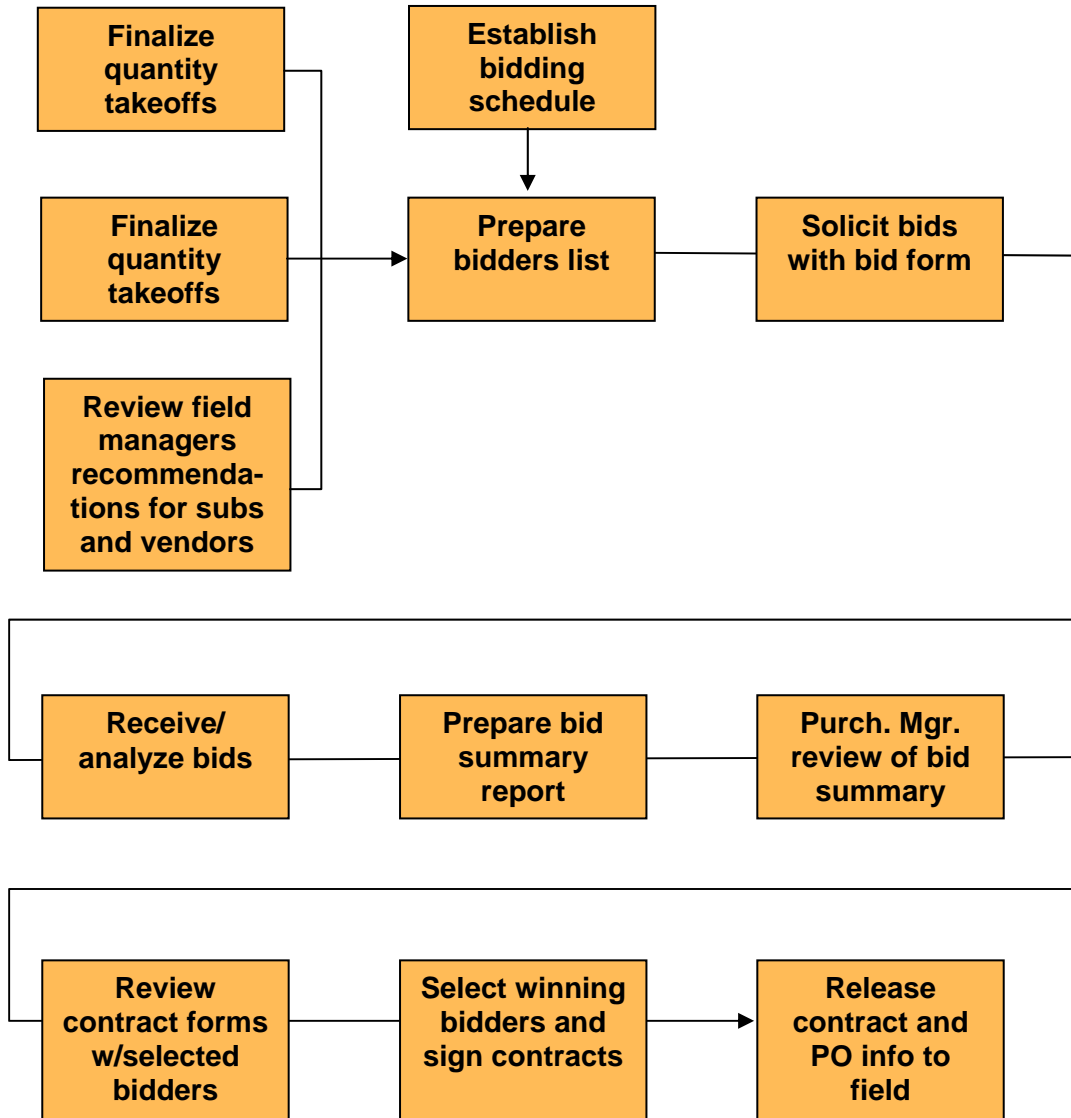 Finalize
quantity
takeoffs
Establish
bidding
schedule
Finalize
quantity
takeoffs
Prepare
bidders list
Solicit bids
with bid form
Review field
managers
recommenda-
tions for subs
and vendors
Receive/
analyze bids
Prepare bid
summary
report
Purch. Mgr.
review of bid
summary
Review
contract forms
w/selected
bidders
Select winning
bidders and
sign contracts
Release
contract and
PO info to
field